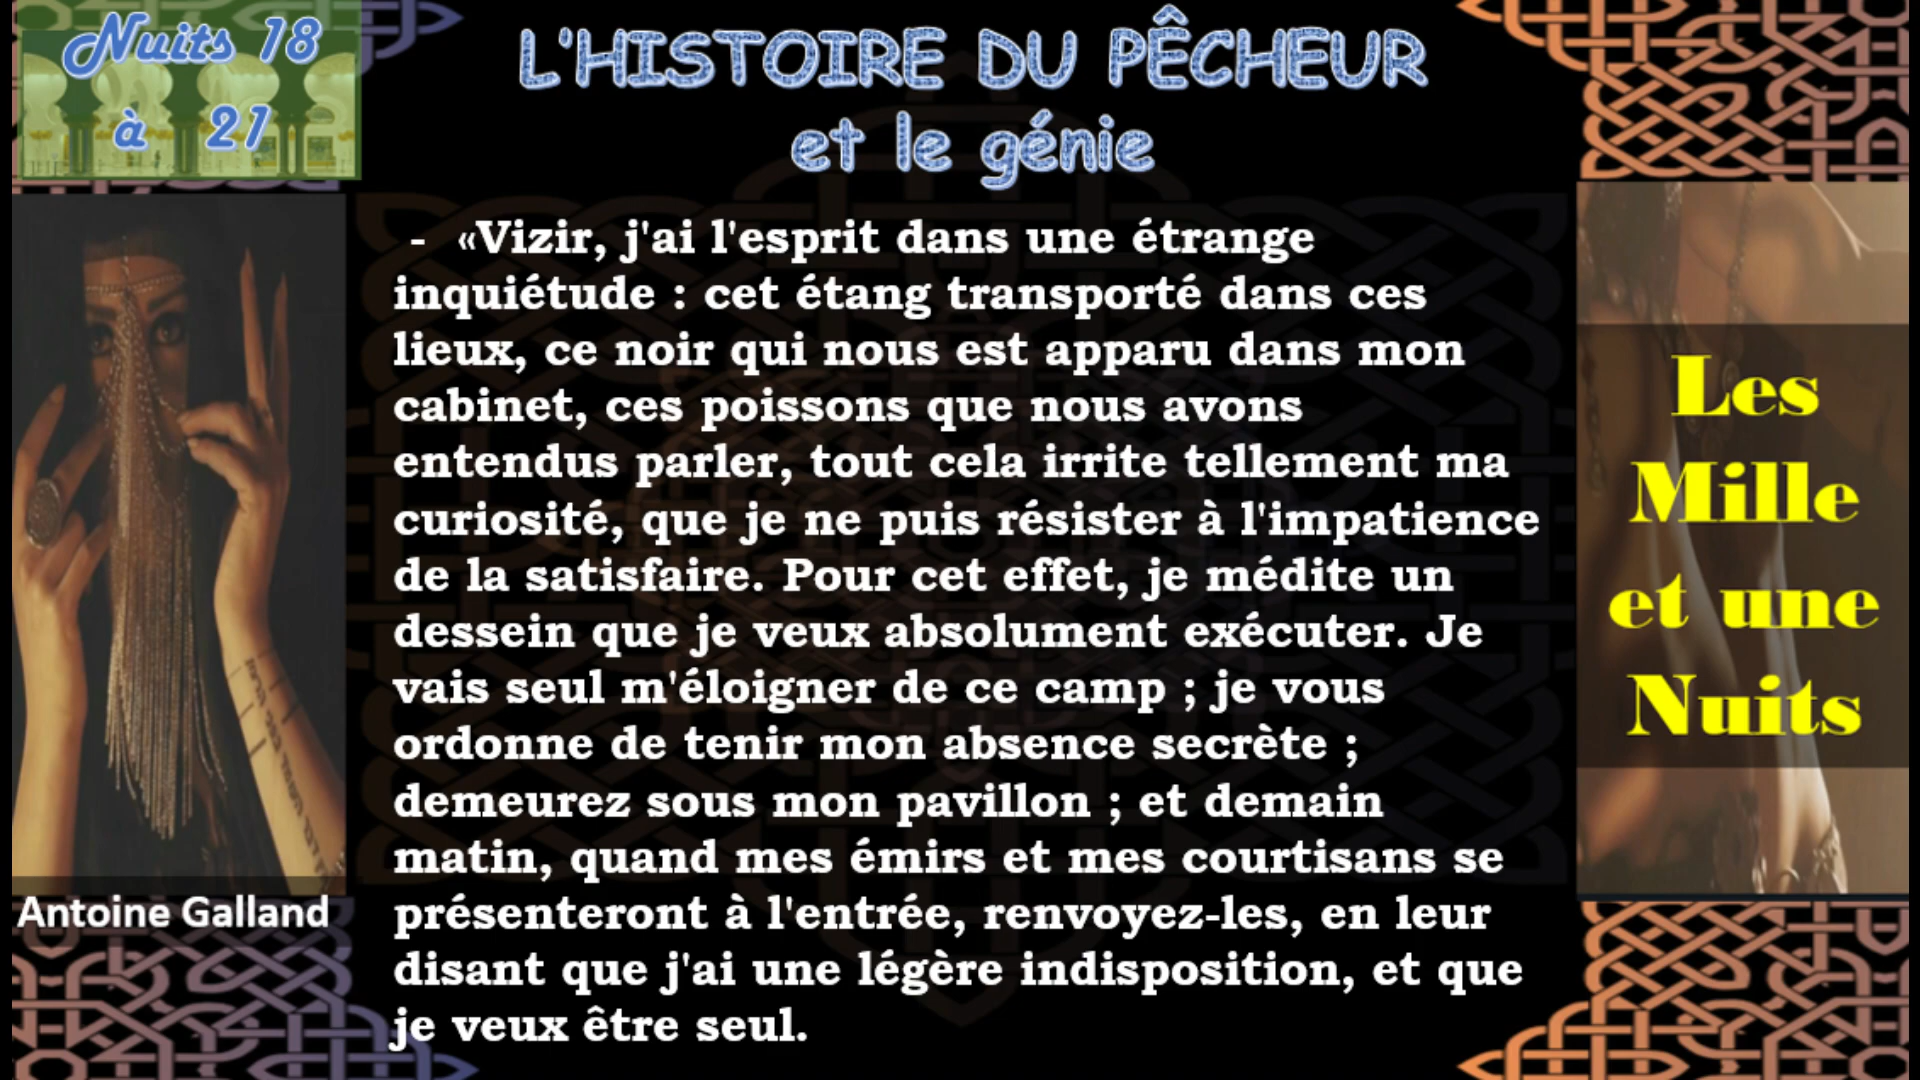 Nuits 18
à 21
L'HISTOIRE DU PÊCHEUR
et le génie
- «Vizir, j'ai l'esprit dans une étrange
inquiétude : cet étang transporté dans ces
lieux, ce noir qui nous est apparu dans mon
cabinet, ces poissons que nous avons
entendus parler, tout cela irrite tellement ma
curiosité, que je ne puis résister à l'impatience
de la satisfaire. Pour cet effet, je médite un
dessein que je veux absolument exécuter. Je
vais seul m'éloigner de ce camp ; je vous
ordonne de tenir mon absence secrète ;
demeurez sous mon pavillon ; et demain
matin, quand mes émirs et mes courtisans se
présenteront à l'entrée, renvoyez-les, en leur
disant que j'ai une légère indisposition, et que
je veux être seul.
Antoine Galland
Les
Mille
et une
Nuits